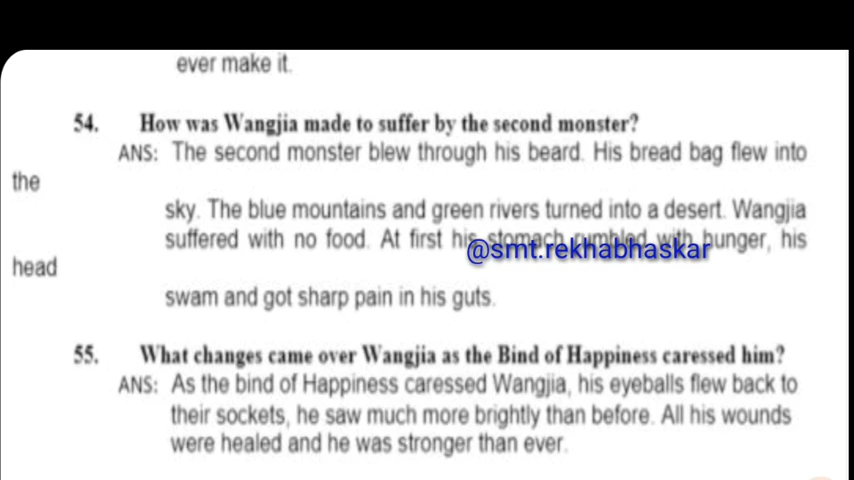 ever make it.
54. How was Wangjia made to suffer by the second monster?
ANS: The second monster blew through his beard. His bread bag flew into
the
sky. The blue mountains and green rivers turned into a desert. Wangjia
suffered with no food. At first his stomach rumbled with hunger, his
@smt.rekhabhaskar
head
swam and got sharp pain in his guts.
55. What changes came over Wangjia as the Bind of Happiness caressed him?
ANS: As the bind of Happiness caressed Wangjia, his eyeballs flew back to
their sockets, he saw much more brightly than before. All his wounds
were healed and he was stronger than ever.